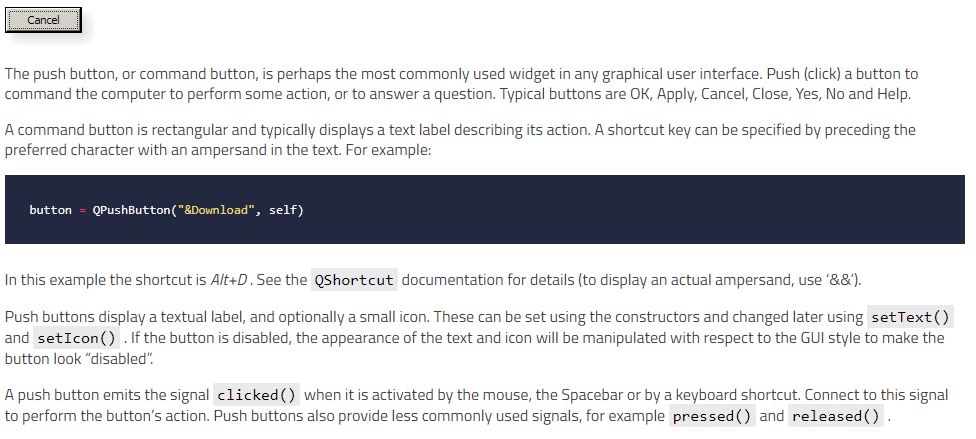 Cancel
The push button, or command button, is perhaps the most commonly used widget in any graphical user interface. Push (click) a button to
command the computer to perform some action, or to answer a question. Typical buttons are OK, Apply, Cancel, Close, Yes, No and Help.
A command button is rectangular and typically displays a text label describing its action. A shortcut key can be specified by preceding the
preferred character with an ampersand in the text. For example:
button = QPushButton("&Download", self)
In this example the shortcut is Alt+D . See the QShortcut documentation for details (to display an actual ampersand, use ‘&&’).
Push buttons display a textual label, and optionally a small icon. These can be set using the constructors and changed later using setText()
and setIcon() . If the button is disabled, the appearance of the text and icon will be manipulated with respect to the GUI style to make the
button look “disabled”.
A push button emits the signal clicked() when it is activated by the mouse, the Spacebar or by a keyboard shortcut. Connect to this signal
to perform the button’s action. Push buttons also provide less commonly used signals, for example pressed() and released() .